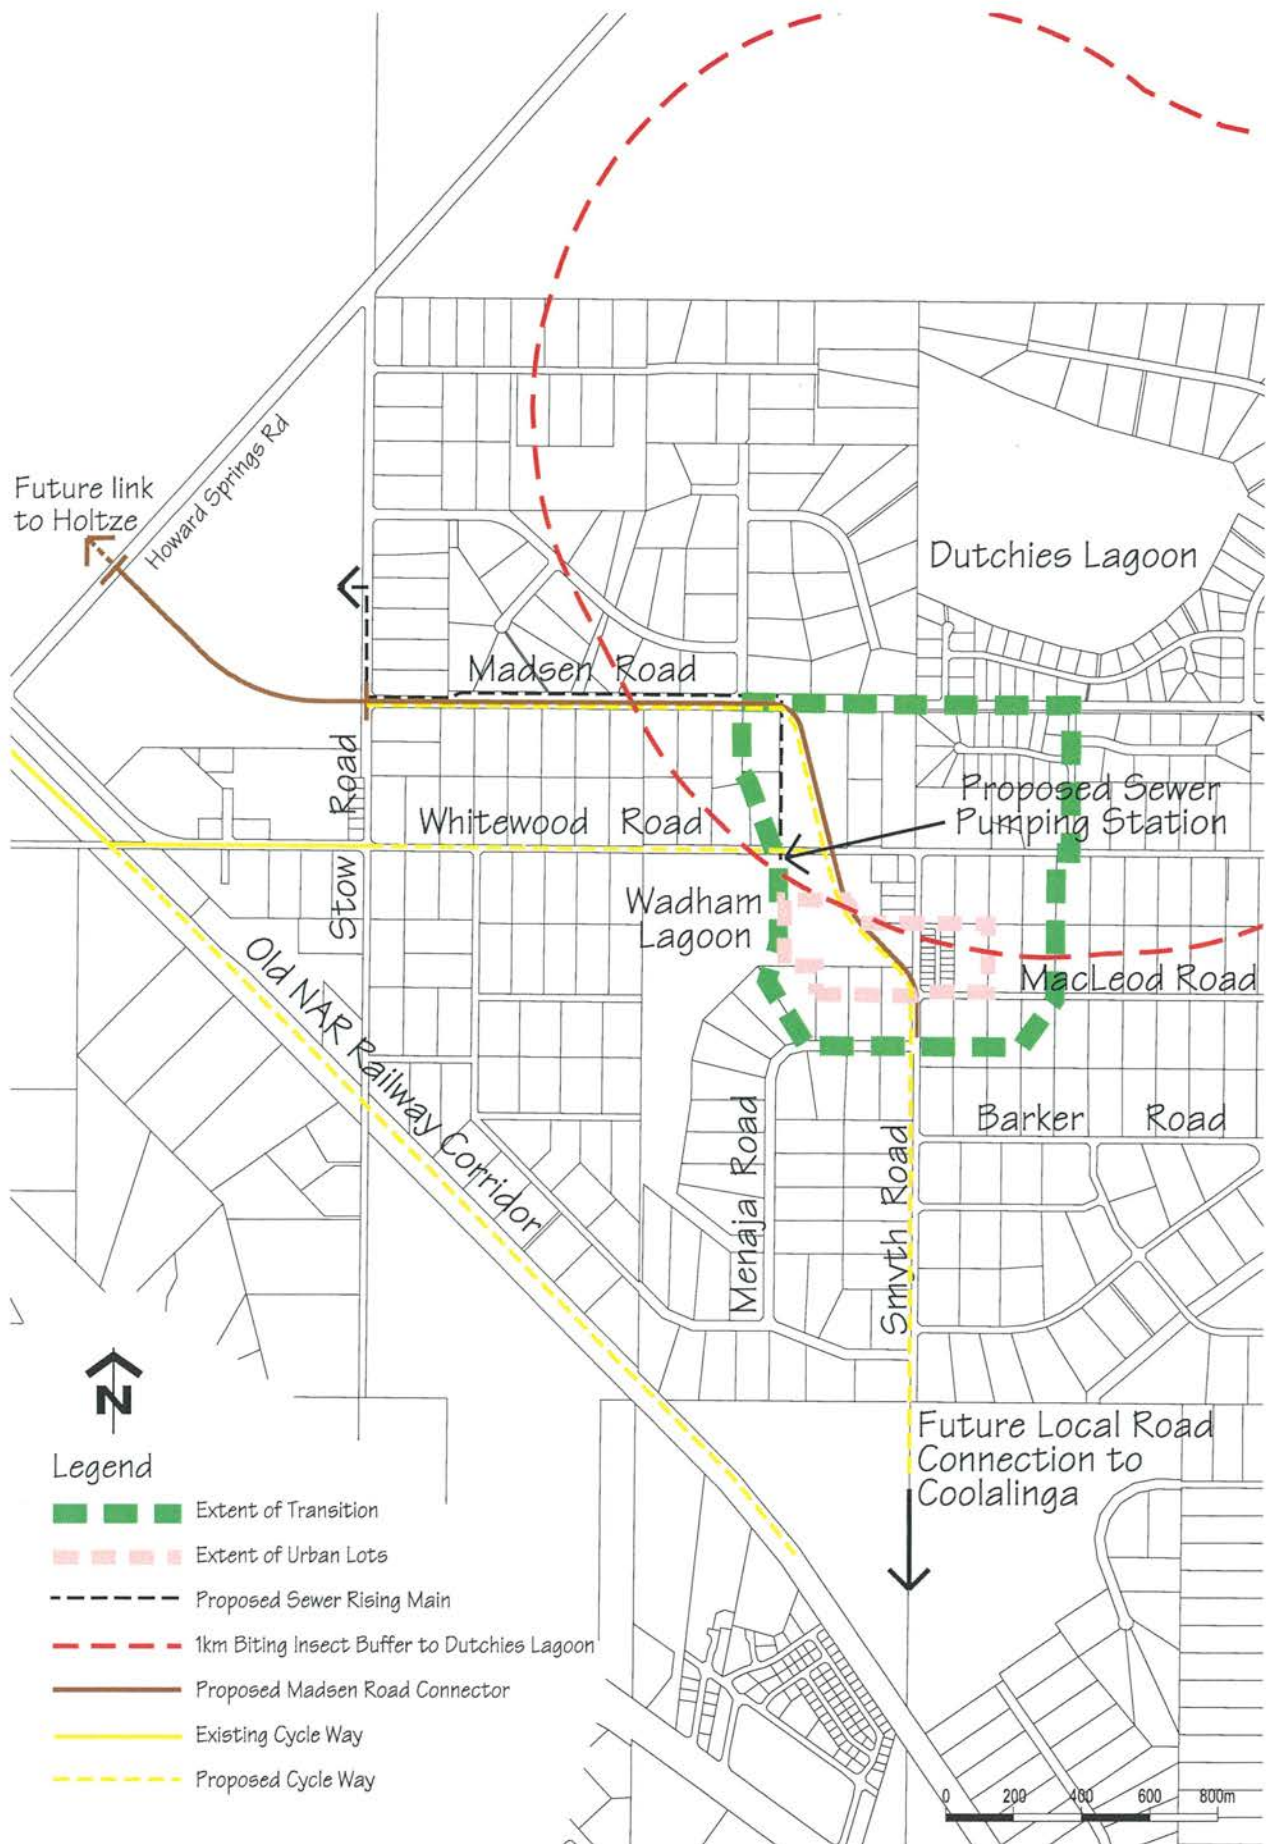 Future link
to Holtze
Howard Springs Rd
Dutchies Lagoon
Madsen Road
Stow Road
Whitewood Road
Proposed Sewer
Pumping Station
Wadham
Lagoon
MacLeod Road
Old NAR Railway Corridor
Menaja Road
Smyth Road
Barker Road
Future Local Road
Connection to
Coolalinga
N
Legend
Extent of Transition
Extent of Urban Lots
Proposed Sewer Rising Main
1km Biting Insect Buffer to Dutchies Lagoon
Proposed Madsen Road Connector
Existing Cycle Way
Proposed Cycle Way
0 200 400 600 800m